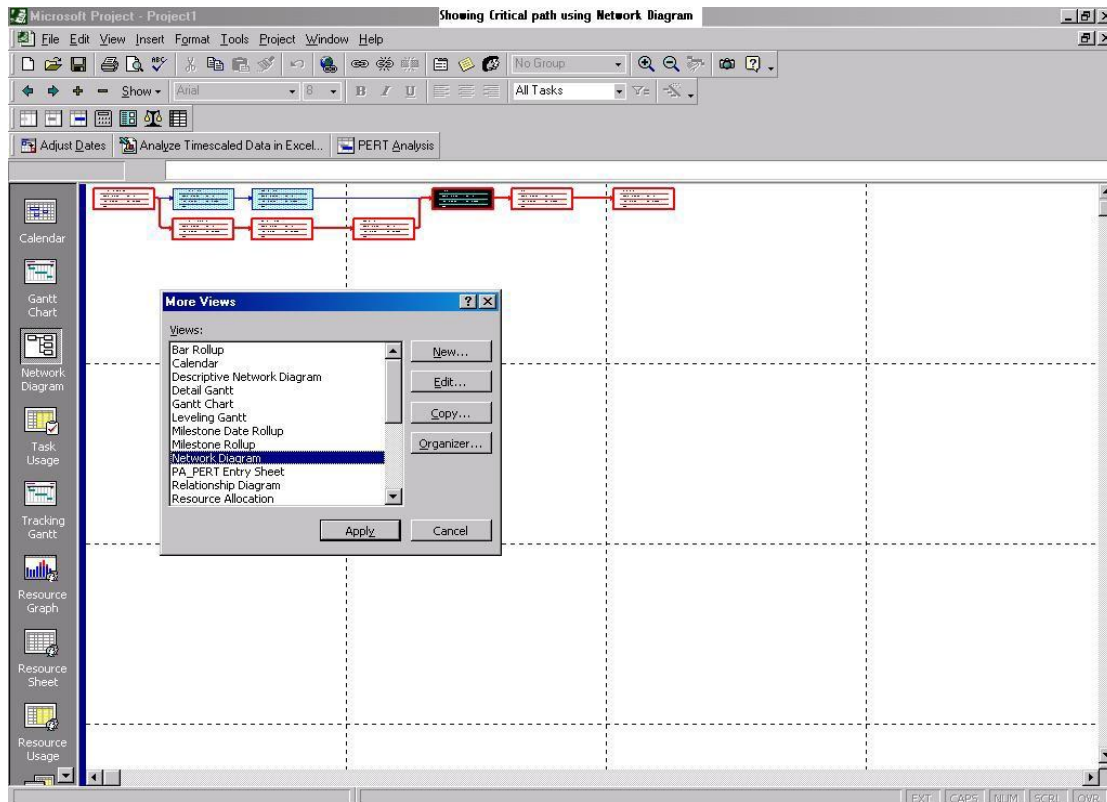 Microsoft Project - Project1
Showing Critical path using Network Diagram
File Edit View Insert Format Tools Project Window Help
No Group
Show Arial 8 B I U All Tasks
Adjust Dates Analyze Timescaled Data in Excel... PERT Analysis
Calendar
Gantt
Chart
Network
Diagram
Task
Usage
Tracking
Gantt
Resource
Graph
Resource
Sheet
Resource
Usage
More Views
Views:
Bar Rollup
Calendar
Descriptive Network Diagram
Detail Gantt
Gantt Chart
Leveling Gantt
Milestone Date Rollup
Milestone Rollup
Network Diagram
PA_PERT Entry Sheet
Relationship Diagram
Resource Allocation
New...
Edit...
Copy...
Organizer...
Apply Cancel
EXT CAPS NUM SCRL OVR